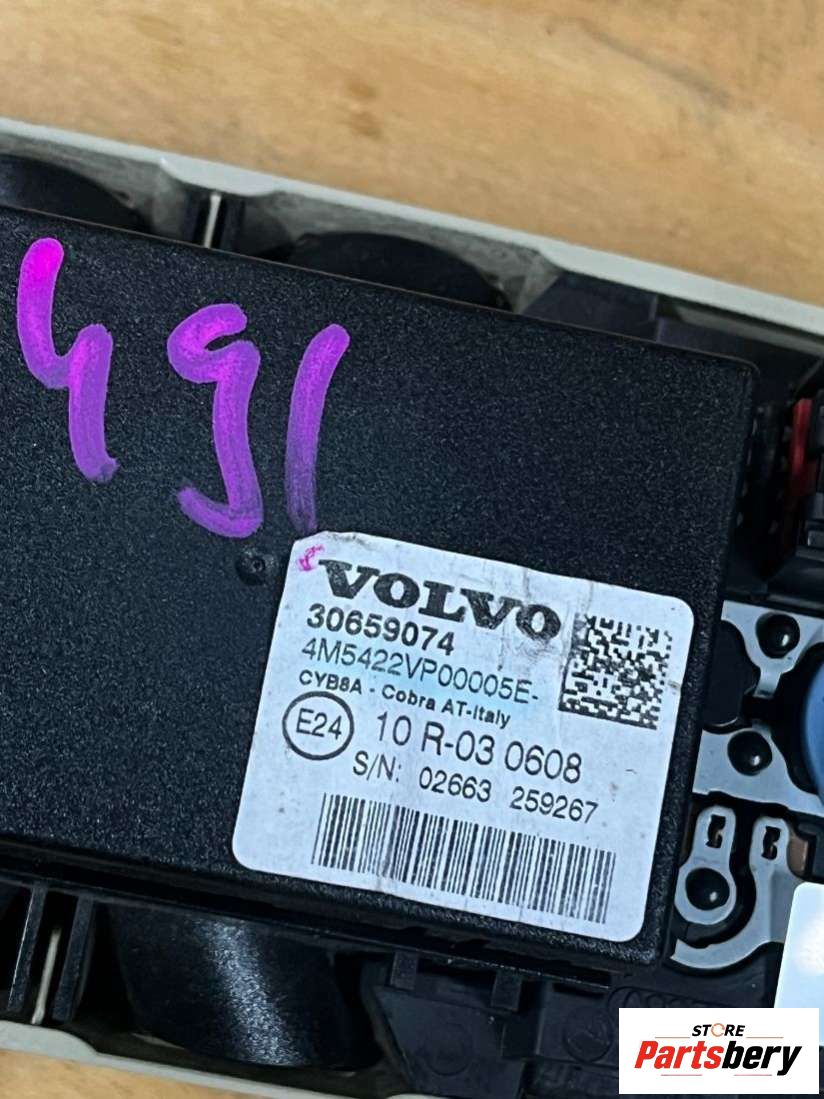 491
VOLVO
30659074
4M5422VP00005E-
CYB8A - Cobra AT-Italy
E24 10 R-03 0608
S/N: 02663 259267
STORE
Partsbery